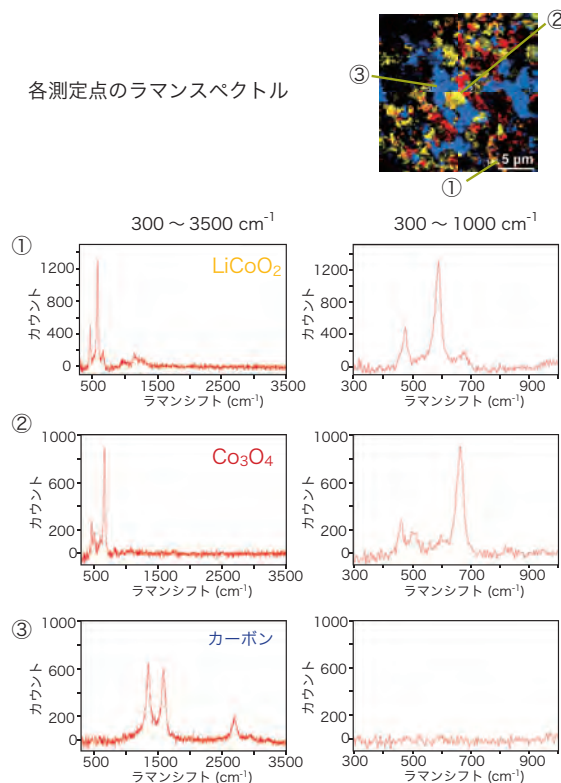 ②
③
各測定点のラマンスペクトル
5 µm
①
300 ～ 3500 cm⁻¹
300 ～ 1000 cm⁻¹
①
LiCoO₂
カウント
1200
800
400
0
500
1500
2500
3500
ラマンシフト (cm⁻¹)
カウント
1200
800
400
0
300
500
700
900
ラマンシフト (cm⁻¹)
②
Co₃O₄
カウント
1000
600
200
0
500
1500
2500
3500
ラマンシフト (cm⁻¹)
カウント
1000
600
200
0
300
500
700
900
ラマンシフト (cm⁻¹)
③
カーボン
カウント
1000
600
200
0
500
1500
2500
3500
ラマンシフト (cm⁻¹)
カウント
1000
600
200
0
300
500
700
900
ラマンシフト (cm⁻¹)